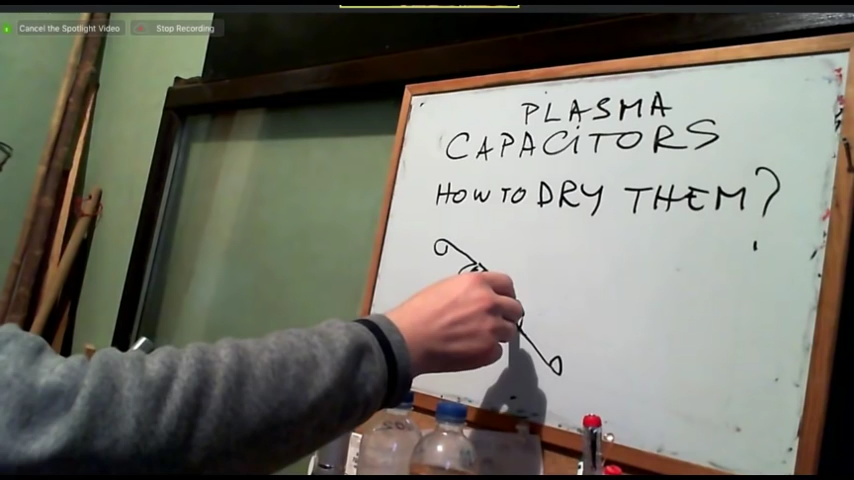 Cancel the Spotlight Video
Stop Recording
PLASMA
CAPACiTORS
HOW TO DRY THEM?